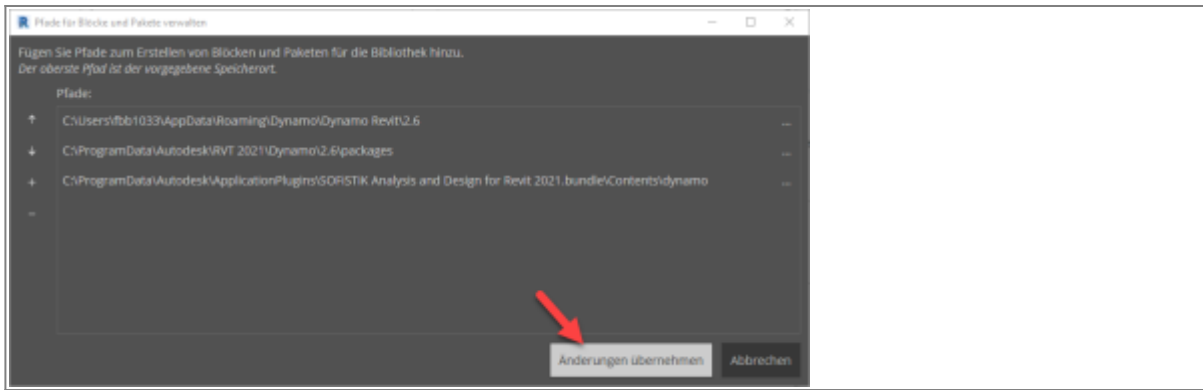 Pfade für Blöcke und Pakete verwalten
Fügen Sie Pfade zum Erstellen von Blöcken und Paketen für die Bibliothek hinzu.
Der oberste Pfad ist der vorgegebene Speicherort.
Pfade:
C:\Users\fbb1033\AppData\Roaming\Dynamo\Dynamo Revit\2.6 ...
C:\ProgramData\Autodesk\RVT 2021\Dynamo\2.6\packages ...
C:\ProgramData\Autodesk\ApplicationPlugins\SOFiSTiK Analysis and Design for Revit 2021.bundle\Contents\dynamo ...
Änderungen übernehmen Abbrechen